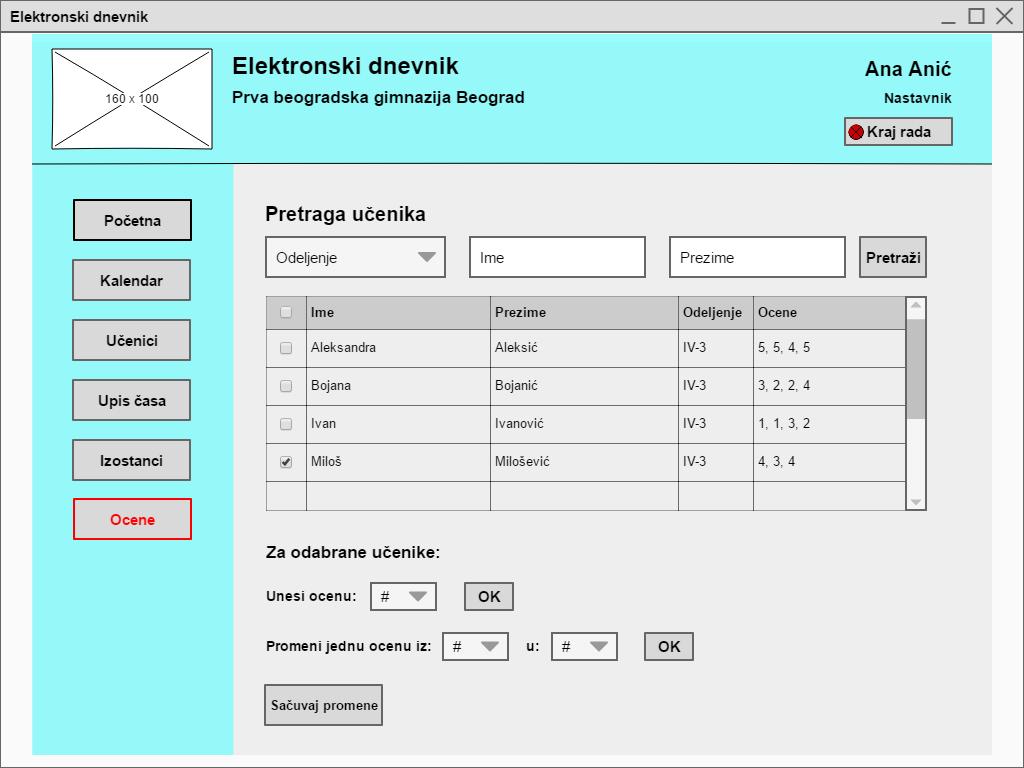 Elektronski dnevnik
160 x 100
Elektronski dnevnik
Prva beogradska gimnazija Beograd
Ana Anić
Nastavnik
Kraj rada
Početna
Kalendar
Učenici
Upis časa
Izostanci
Ocene
Pretraga učenika
Odeljenje Ime Prezime Pretraži
Ime Prezime Odeljenje Ocene
Aleksandra Aleksić IV-3 5, 5, 4, 5
Bojana Bojanić IV-3 3, 2, 2, 4
Ivan Ivanović IV-3 1, 1, 3, 2
Miloš Milošević IV-3 4, 3, 4
Za odabrane učenike:
Unesi ocenu: # OK
Promeni jednu ocenu iz: # u: # OK
Sačuvaj promene